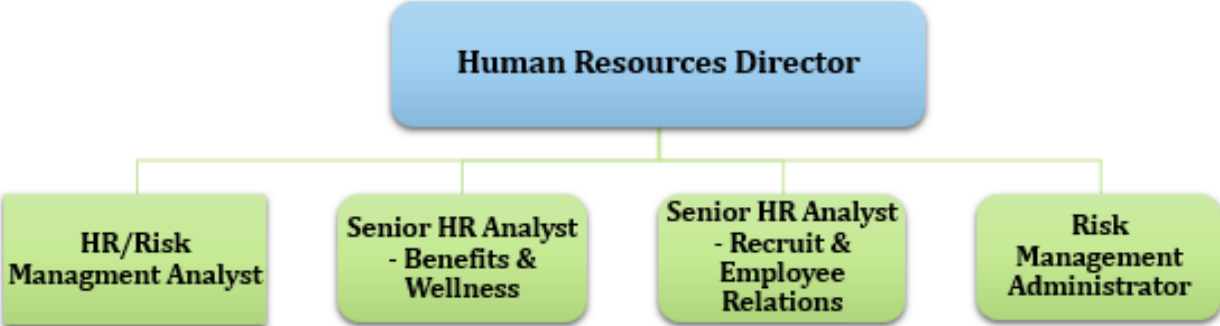 Human Resources Director
HR/Risk
Managment Analyst
Senior HR Analyst
- Benefits &
Wellness
Senior HR Analyst
- Recruit &
Employee
Relations
Risk
Management
Administrator